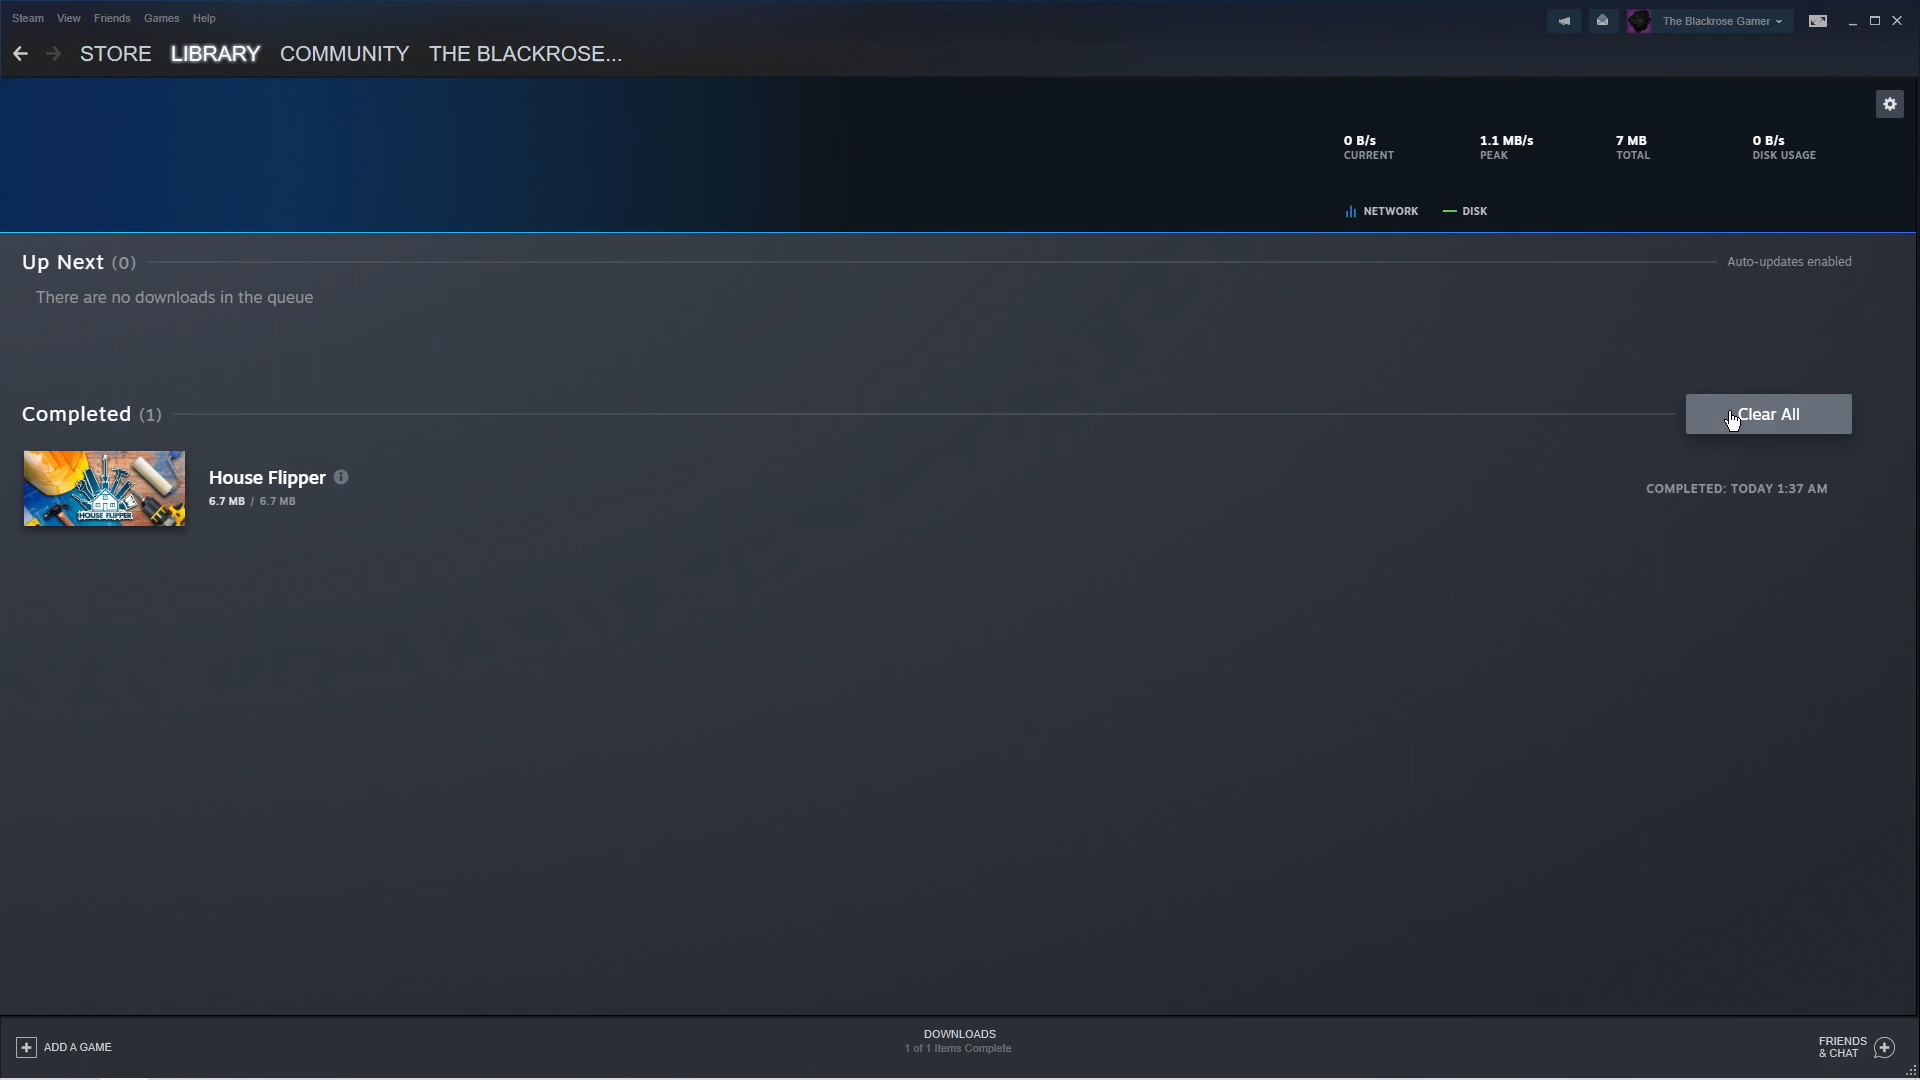 Steam View Friends Games Help
The Blackrose Gamer
STORE LIBRARY COMMUNITY THE BLACKROSE...
0 B/s 1.1 MB/s 7 MB 0 B/s
CURRENT PEAK TOTAL DISK USAGE
NETWORK DISK
Up Next (0) Auto-updates enabled
There are no downloads in the queue
Completed (1) Clear All
HOUSE FLIPPER
House Flipper
6.7 MB / 6.7 MB
COMPLETED: TODAY 1:37 AM
ADD A GAME
DOWNLOADS
1 of 1 Items Complete
FRIENDS
& CHAT